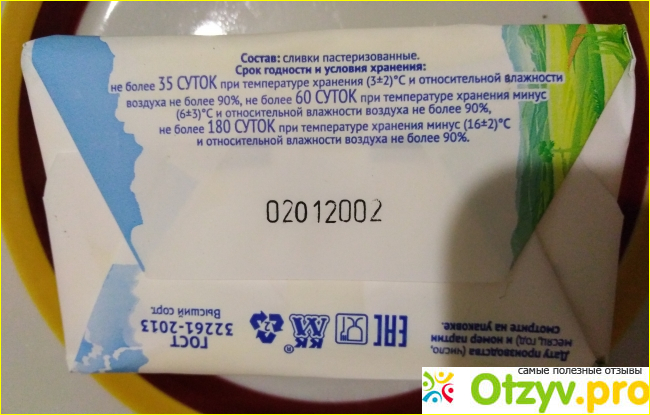 Состав: сливки пастеризованные.
Срок годности и условия хранения:
не более 35 СУТОК при температуре хранения (3±2)°С и относительной влажности
воздуха не более 90%, не более 60 СУТОК при температуре хранения минус
(6±3)°С и относительной влажности воздуха не более 90%,
не более 180 СУТОК при температуре хранения минус (16±2)°С
и относительной влажности воздуха не более 90%.
02012002
Дату производства (число,
месяц, год) и номер партии
смотрите на упаковке.
EAC
KK
®
ГОСТ
32261-2013
Высший сорт.
самые полезные отзывы
Otzyv.pro